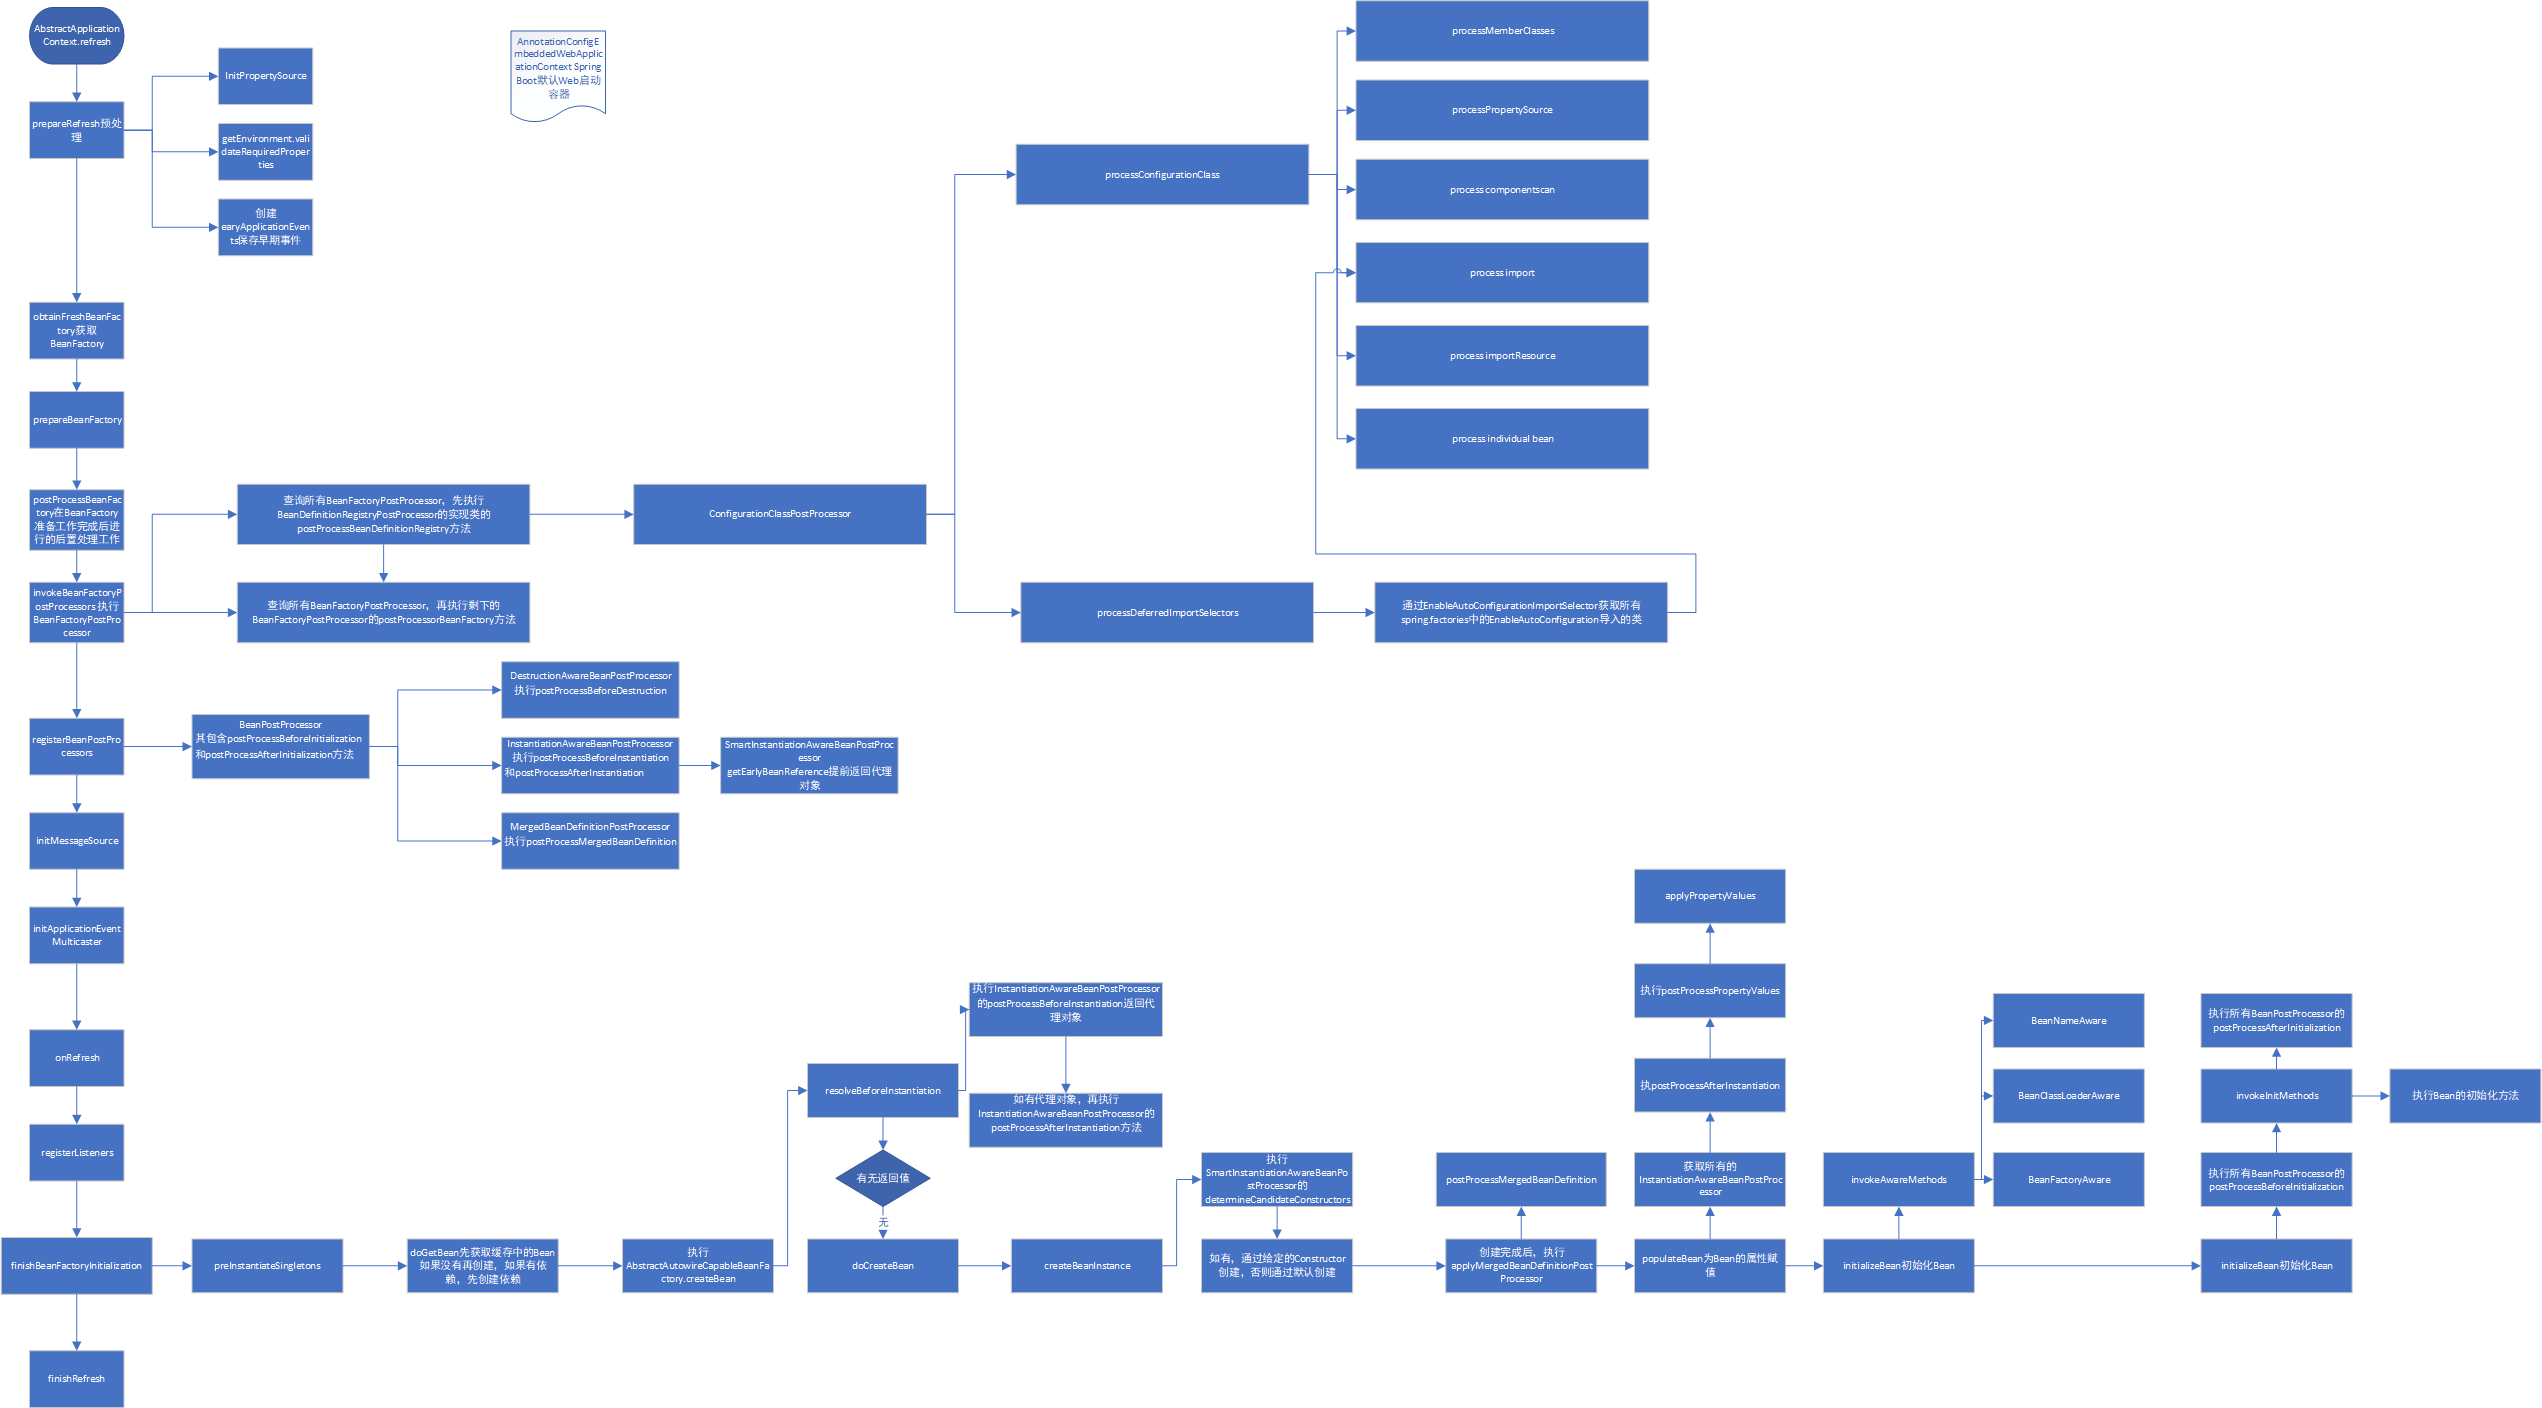 AbstractApplication
Context.refresh
prepareRefresh预处
理
InitPropertySource
getEnvironment.vali
dateRequiredProper
ties
创建
earyApplicationEven
ts保存早期事件
AnnotationConfigE
mbeddedWebApplic
ationContext Spring
Boot默认Web启动
容器
obtainFreshBeanFac
tory获取
BeanFactory
prepareBeanFactory
postProcessBeanFac
tory在BeanFactory
准备工作完成后进
行的后置处理工作
invokeBeanFactoryP
ostProcessors 执行
BeanFactoryPostPro
cessor
查询所有BeanFactoryPostProcessor，先执行
BeanDefinitionRegistryPostProcessor的实现类的
postProcessBeanDefinitionRegistry方法
查询所有BeanFactoryPostProcessor，再执行剩下的
BeanFactoryPostProcessor的postProcessorBeanFactory方法
ConfigurationClassPostProcessor
processConfigurationClass
processMemberClasses
processPropertySource
process componentscan
process import
process importResource
process individual bean
processDeferredImportSelectors
通过EnableAutoConfigurationImportSelector获取所有
spring.factories中的EnableAutoConfiguration导入的类
registerBeanPostPro
cessors
BeanPostProcessor
其包含postProcessBeforeInitialization
和postProcessAfterInitialization方法
DestructionAwareBeanPostProcessor
执行postProcessBeforeDestruction
InstantiationAwareBeanPostProcessor
执行postProcessBeforeInstantiation
和postProcessAfterInstantiation
SmartInstantiationAwareBeanPostProc
essor
getEarlyBeanReference提前返回代理
对象
MergedBeanDefinitionPostProcessor
执行postProcessMergedBeanDefinition
initMessageSource
initApplicationEvent
Multicaster
onRefresh
registerListeners
finishBeanFactoryInitialization
finishRefresh
preInstantiateSingletons
doGetBean先获取缓存中的Bean
如果没有再创建，如果有依
赖，先创建依赖
执行
AbstractAutowireCapableBeanFa
ctory.createBean
resolveBeforeInstantiation
执行InstantiationAwareBeanPostProcessor
的postProcessBeforeInstantiation返回代
理对象
如有代理对象，再执行
InstantiationAwareBeanPostProcessor的
postProcessAfterInstantiation方法
有无返回值
无
doCreateBean
createBeanInstance
执行
SmartInstantiationAwareBeanPo
stProcessor的
determineCandidateConstructors
如有，通过给定的Constructor
创建，否则通过默认创建
postProcessMergedBeanDefinition
创建完成后，执行
applyMergedBeanDefinitionPost
Processor
applyPropertyValues
执行postProcessPropertyValues
执postProcessAfterInstantiation
获取所有的
InstantiationAwareBeanPostProc
essor
populateBean为Bean的属性赋
值
invokeAwareMethods
initializeBean初始化Bean
BeanNameAware
BeanClassLoaderAware
BeanFactoryAware
执行所有BeanPostProcessor的
postProcessAfterInitialization
invokeInitMethods
执行Bean的初始化方法
执行所有BeanPostProcessor的
postProcessBeforeInitialization
initializeBean初始化Bean